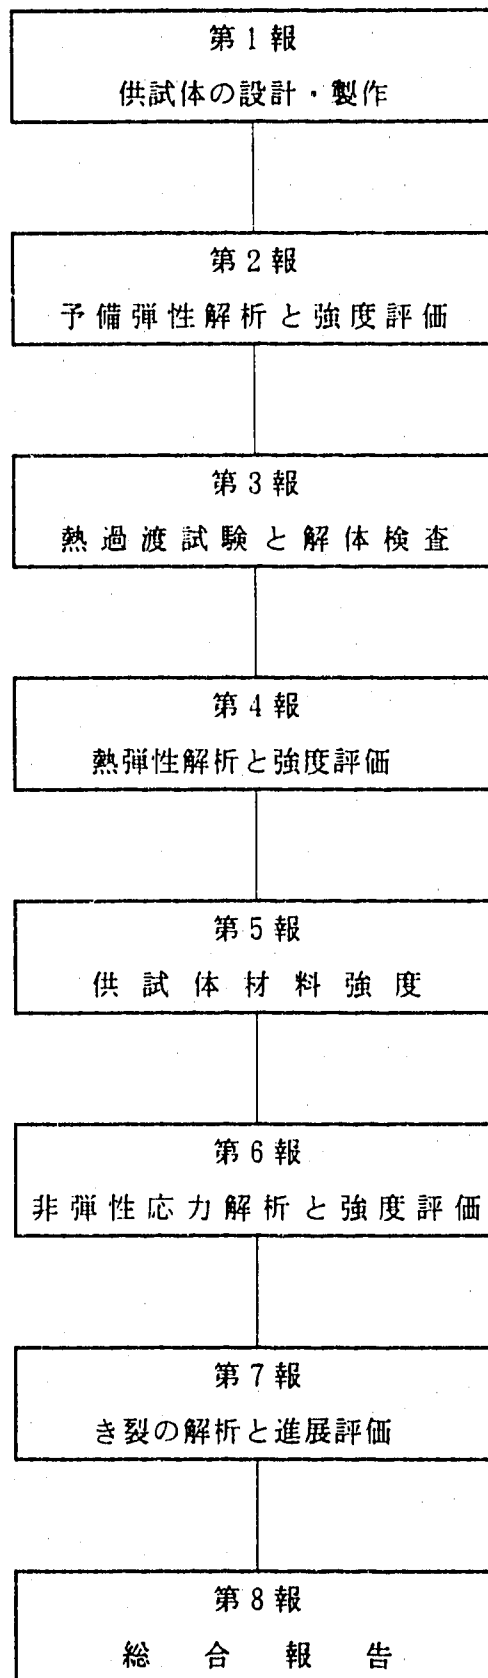 第1報
供試体の設計・製作
第2報
予備弾性解析と強度評価
第3報
熱過渡試験と解体検査
第4報
熱弾性解析と強度評価
第5報
供試体材料強度
第6報
非弾性応力解析と強度評価
第7報
き裂の解析と進展評価
第8報
総合報告